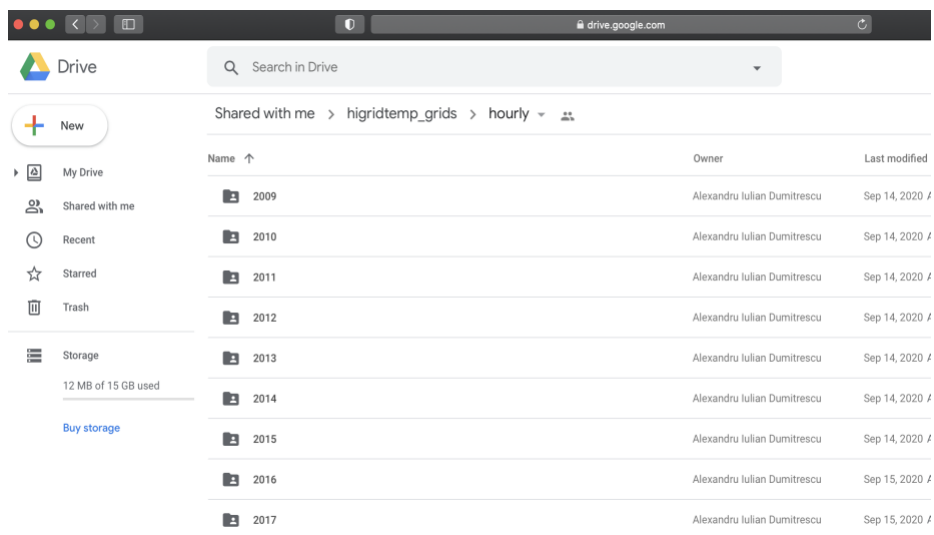 drive.google.com
Drive
Search in Drive
New
Shared with me > higridtemp_grids > hourly
My Drive
Shared with me
Recent
Starred
Trash
Storage
12 MB of 15 GB used
Buy storage
Name Owner Last modified
2009 Alexandru Iulian Dumitrescu Sep 14, 2020 A
2010 Alexandru Iulian Dumitrescu Sep 14, 2020 A
2011 Alexandru Iulian Dumitrescu Sep 14, 2020 A
2012 Alexandru Iulian Dumitrescu Sep 14, 2020 A
2013 Alexandru Iulian Dumitrescu Sep 14, 2020 A
2014 Alexandru Iulian Dumitrescu Sep 14, 2020 A
2015 Alexandru Iulian Dumitrescu Sep 14, 2020 A
2016 Alexandru Iulian Dumitrescu Sep 15, 2020 A
2017 Alexandru Iulian Dumitrescu Sep 15, 2020 A